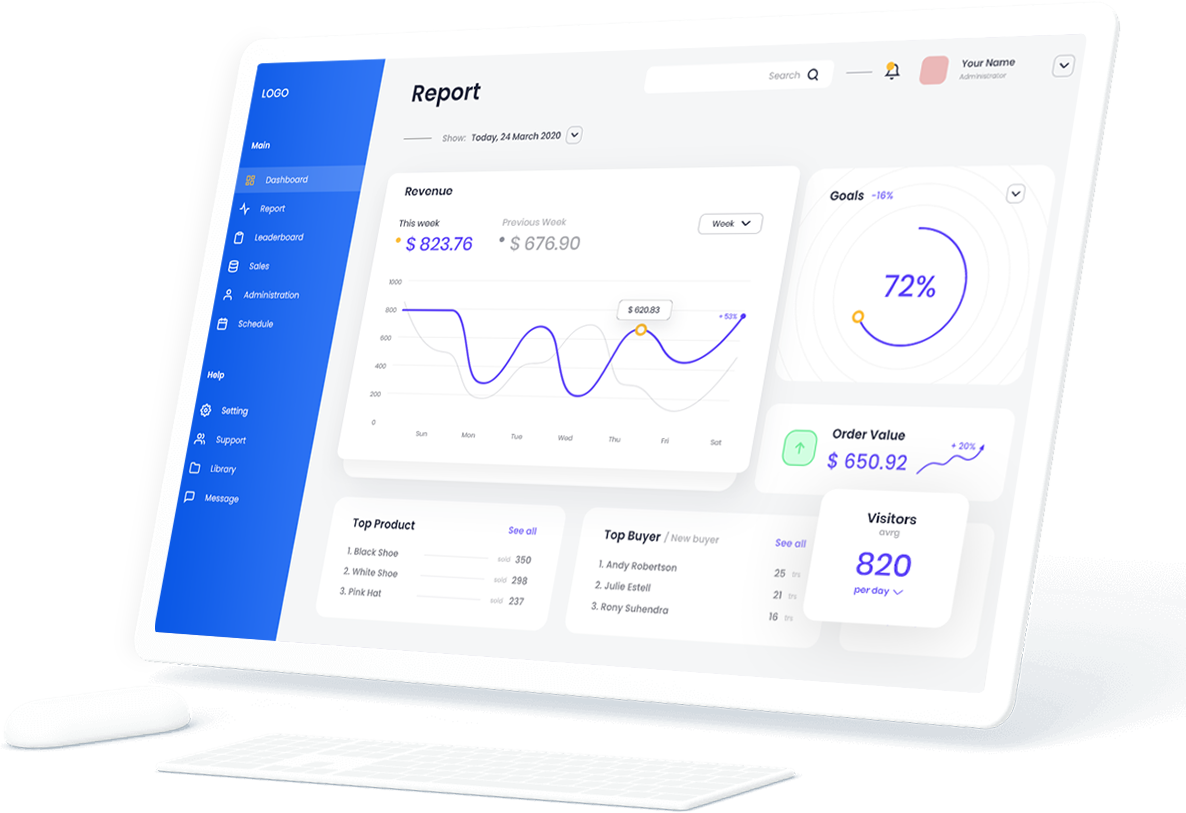 LOGO
Main
Dashboard
Report
Leaderboard
Sales
Administration
Schedule
Help
Setting
Support
Library
Message
Report
Search
Your Name
Administrator
Show: Today, 24 March 2020
Revenue
This week
$ 823.76
Previous Week
$ 676.90
Week
1000
800
600
400
200
0
$ 620.83
+ 53%
Sun Mon Tue Wed Thu Fri Sat
Goals -16%
72%
Order Value
$ 650.92
+ 20%
Top Product See all
1. Black Shoe sold 350
2. White Shoe sold 298
3. Pink Hat sold 237
Top Buyer / New buyer See all
1. Andy Robertson 25 trs
2. Julie Estell 21 trs
3. Rony Suhendra 16 trs
Visitors
avrg
820
per day